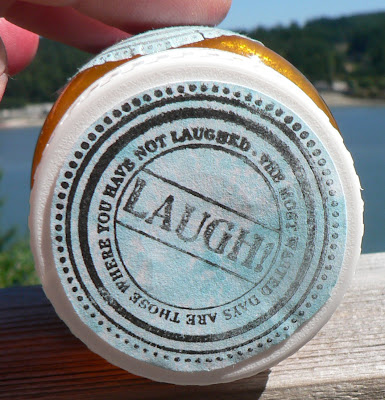 THE MOST WASTED DAYS ARE THOSE WHERE YOU HAVE NOT LAUGHED.
LAUGH!